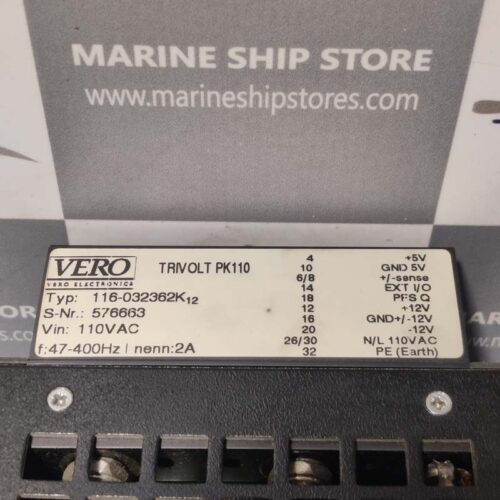 MARINE SHIP STORE
www.marineshipstores.com
VERO
VERO ELECTRONICS
TRIVOLT PK110
Typ: 116-032362K12
S-Nr.: 576663
Vin: 110VAC
f:47-400Hz | nenn:2A
4 +5V
10 GND 5V
6/8 +/-sense
14 EXT I/O
18 PFS Q
12 +12V
16 GND+/-12V
20 -12V
26/30 N/L 110VAC
32 PE (Earth)